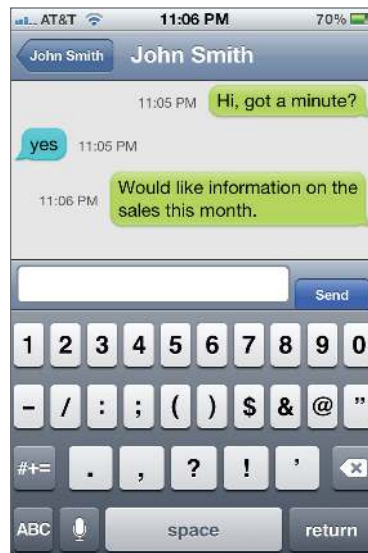 AT&T 11:06 PM 70%
John Smith John Smith
11:05 PM Hi, got a minute?
yes 11:05 PM
Would like information on the
11:06 PM
sales this month.
Send
1 2 3 4 5 6 7 8 9 0
- / : ; ( ) $ & @ "
#+= . , ? ! '
ABC space return